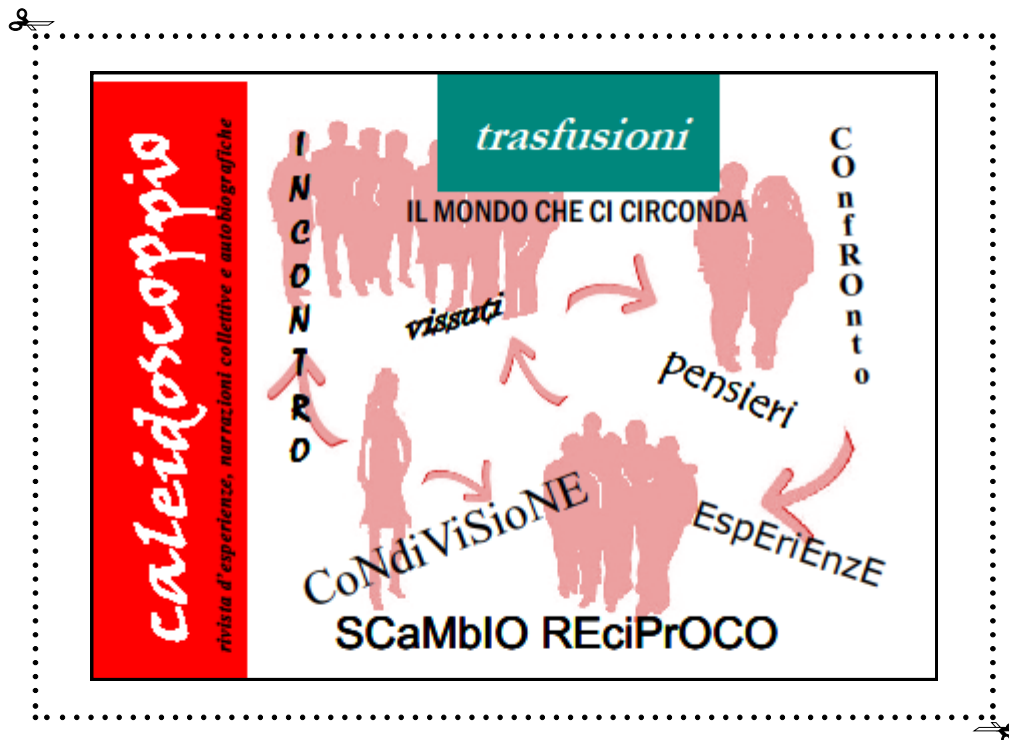 caleidoscoppio
rivista d'esperienze, narrazioni collettive e autobiografiche
trasfusioni
IL MONDO CHE CI CIRCONDA
INCONTRO
COnfROnto
vissuti
pensieri
CoNdiViSioNE
EspEriEnzE
SCaMbIO REciPrOCO